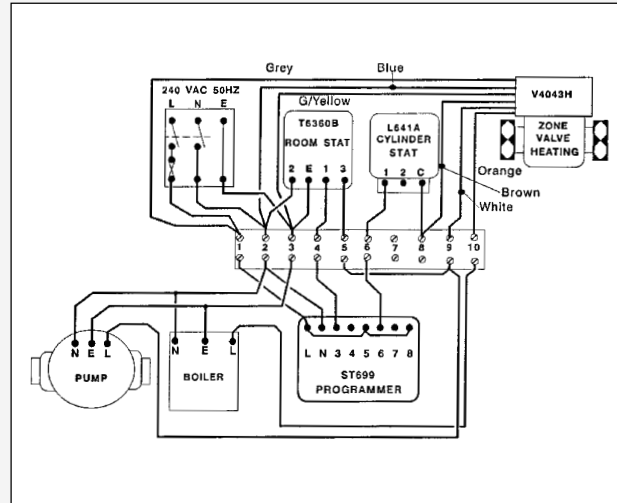 Grey
Blue
240 VAC 50HZ
L N E
G/Yellow
T6360B
ROOM STAT
2 E 1 3
L641A
CYLINDER
STAT
1 2 C
V4043H
ZONE
VALVE
HEATING
Orange
Brown
White
1 2 3 4 5 6 7 8 9 10
N E L
PUMP
N E L
BOILER
L N 3 4 5 6 7 8
ST699
PROGRAMMER